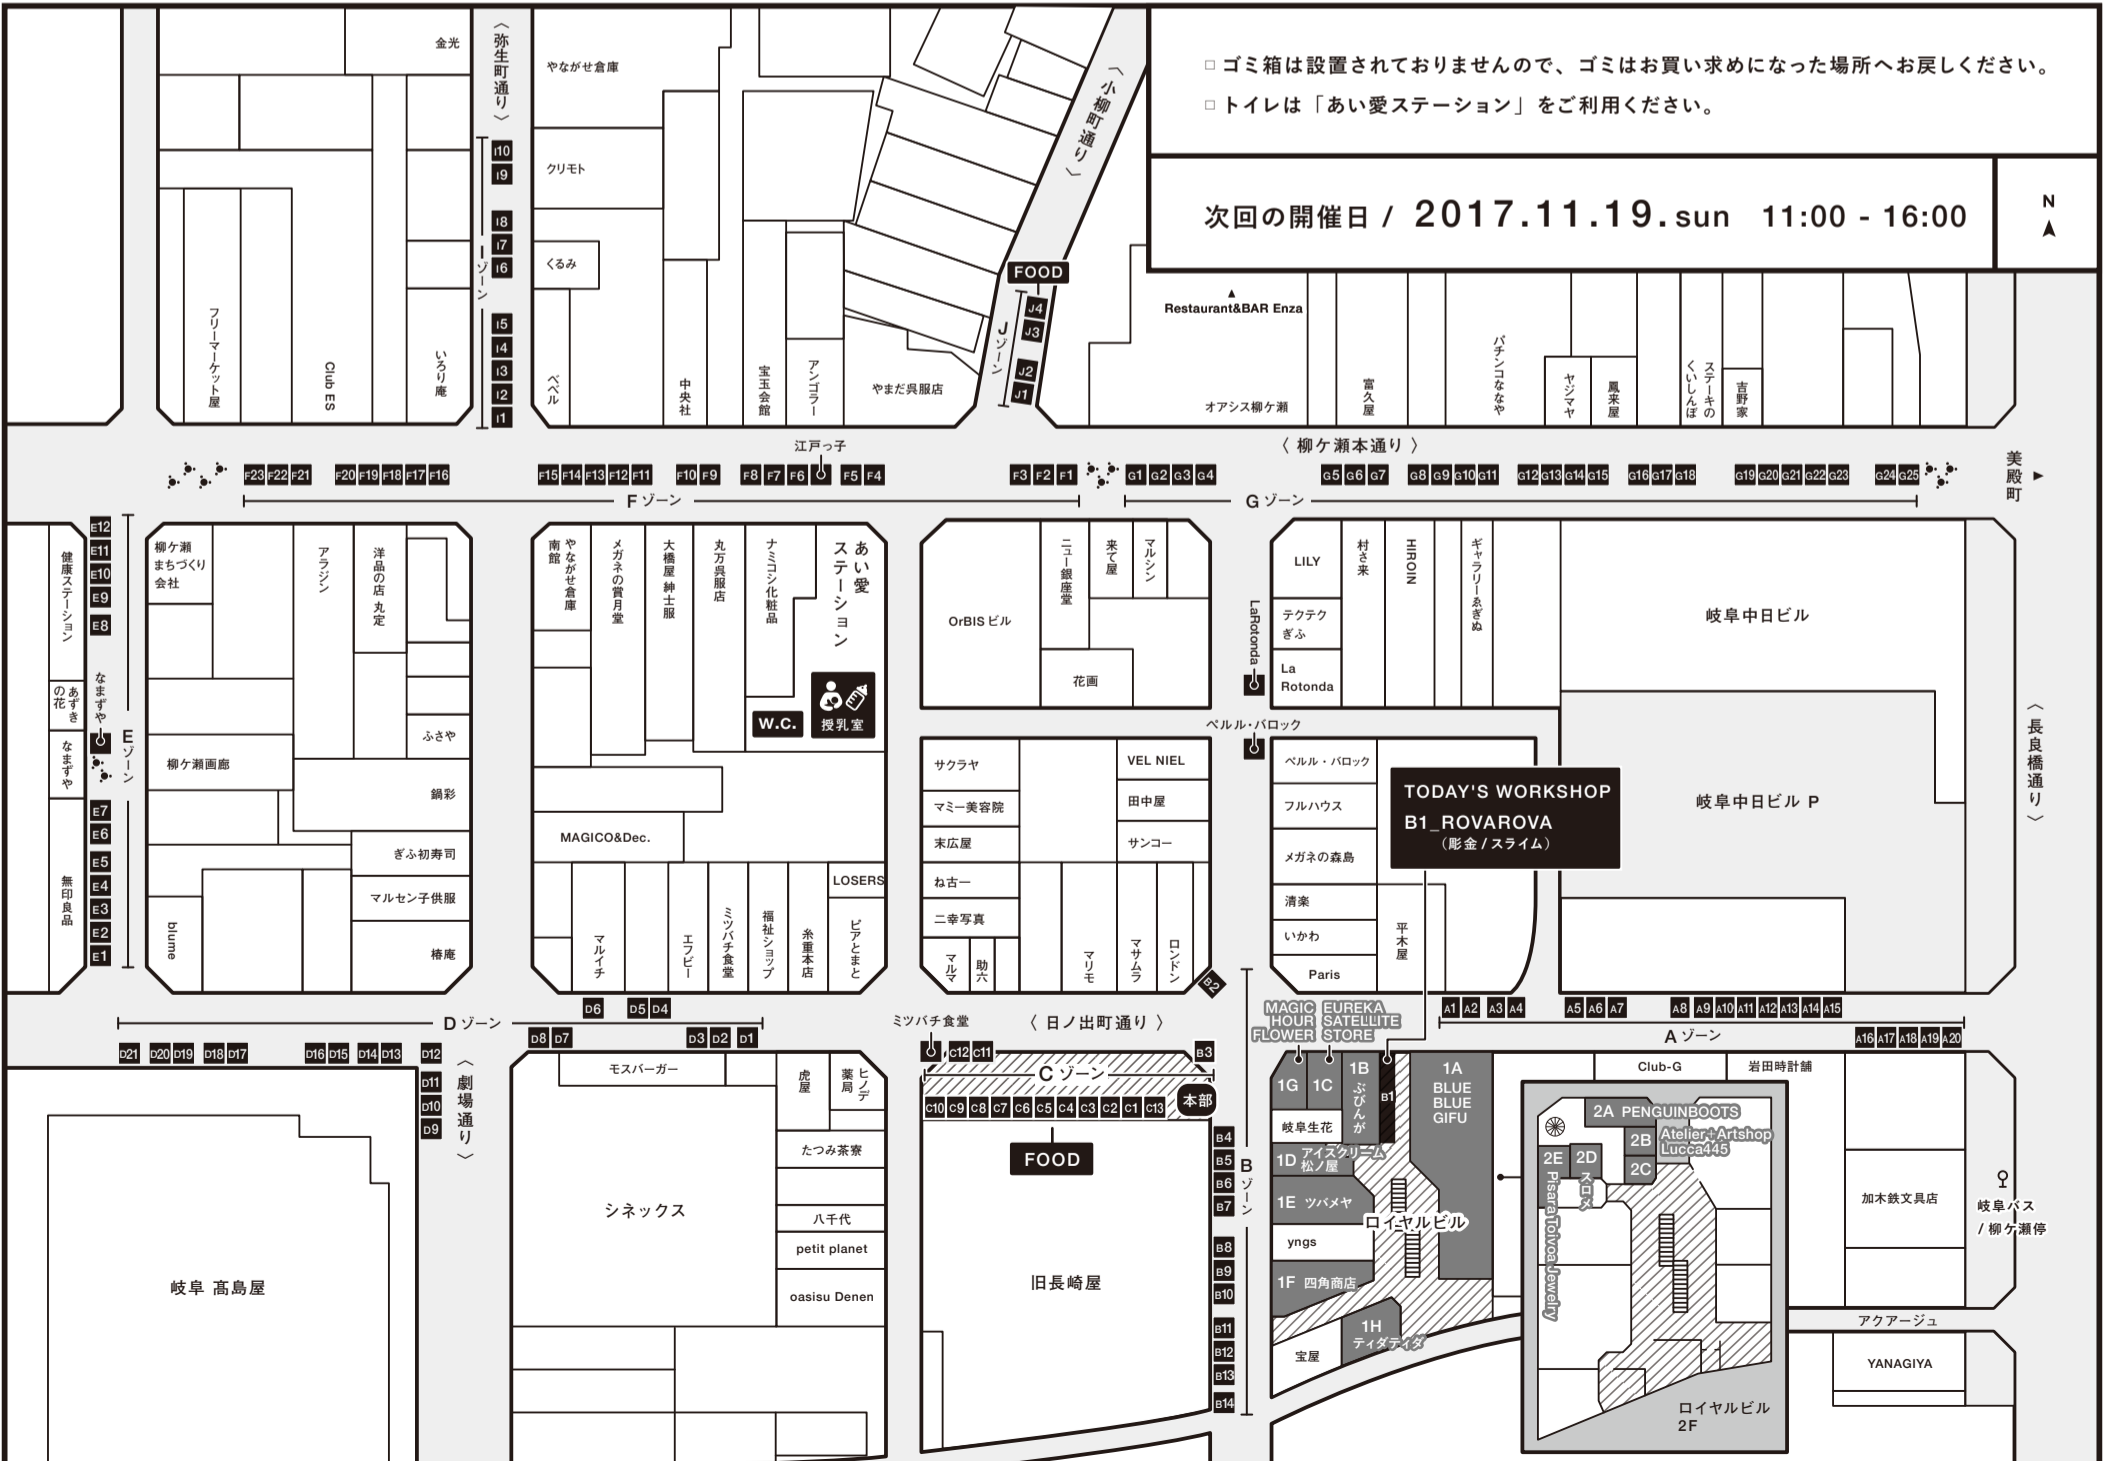 □ ゴミ箱は設置されておりませんので、ゴミはお買い求めになった場所へお戻しください。
□ トイレは「あい愛ステーション」をご利用ください。
次回の開催日 / 2017.11.19.sun 11:00 - 16:00
N
金光
〈弥生町通り〉
やながせ倉庫
〈小柳町通り〉
I10
I9
クリモト
I8
I7
I6
Iゾーン
くるみ
FOOD
J4
J3
Jゾーン
J2
J1
Restaurant&BAR Enza
I5
I4
I3
I2
I1
フリーマーケット屋
Club ES
いろり庵
ベベル
中央社
宝玉会館
アンゴラー
やまだ呉服店
オアシス柳ケ瀬
富久屋
パチンコななや
ヤジマヤ
鳳来屋
ステーキの
くいしんぼ
吉野家
江戸っ子
〈 柳ケ瀬本通り 〉
美殿町
F23 F22 F21 F20 F19 F18 F17 F16 F15 F14 F13 F12 F11 F10 F9 F8 F7 F6 F5 F4 F3 F2 F1
G1 G2 G3 G4 G5 G6 G7 G8 G9 G10 G11 G12 G13 G14 G15 G16 G17 G18 G19 G20 G21 G22 G23 G24 G25
Fゾーン
Gゾーン
E12
E11
E10
E9
E8
なまずや
Eゾーン
E7
E6
E5
E4
E3
E2
E1
健康ステーション
あずき
の花
なまずや
無印良品
柳ケ瀬
まちづくり
会社
アラジン
洋品の店 丸定
ふさや
柳ケ瀬画廊
鍋彩
ぎふ初寿司
マルセン子供服
blume
椿庵
やながせ倉庫
南館
メガネの賞月堂
大橋屋 紳士服
丸万呉服店
ナミコシ化粧品
あい愛
ステーション
W.C.
授乳室
MAGICO&Dec.
LOSERS
マルイチ
エフビー
ミツバチ食堂
福祉ショップ
糸重本店
ピアとまと
OrBIS ビル
ニュー銀座堂
来て屋
マルシン
花画
サクラヤ
マミー美容院
末広屋
ね古一
二幸写真
マルマ
助六
VEL NIEL
田中屋
サンコー
マリモ
マサムラ
ロンドン
LaRotonda
ペルル・バロック
LILY
テクテク
ぎふ
La
Rotonda
村さ来
HIROIN
ギャラリーゑぎぬ
岐阜中日ビル
岐阜中日ビル P
〈長良橋通り〉
ペルル・バロック
フルハウス
メガネの森島
清楽
いかわ
Paris
平木屋
TODAY'S WORKSHOP
B1_ROVAROVA
（彫金 / スライム）
B2
D6 D5 D4
Dゾーン
D8 D7 D3 D2 D1
D21 D20 D19 D18 D17 D16 D15 D14 D13 D12
D11
D10
D9
〈劇場通り〉
ミツバチ食堂
〈 日ノ出町通り 〉
C12 C11
B3
Cゾーン
C10 C9 C8 C7 C6 C5 C4 C3 C2 C1 C13
本部
FOOD
MAGIC
HOUR
FLOWER
EUREKA
SATELLITE
STORE
A1 A2 A3 A4 A5 A6 A7 A8 A9 A10 A11 A12 A13 A14 A15
Aゾーン
A16 A17 A18 A19 A20
岐阜 髙島屋
モスバーガー
虎屋
ヒノデ
薬局
たつみ茶寮
シネックス
八千代
petit planet
oasisu Denen
旧長崎屋
B4
B5
B6
B7
Bゾーン
B8
B9
B10
B11
B12
B13
B14
1G
1C
1B
ぶびんが
B1
1A
BLUE
BLUE
GIFU
岐阜生花
1D アイスクリーム
松ノ屋
1E ツバメヤ
ロイヤルビル
yngs
1F 四角商店
1H
ティダティダ
宝屋
Club-G
岩田時計舗
2A PENGUINBOOTS
2B
Atelier+Artshop
Lucca445
2C
2E
2D
スロメ
Pisara Toivoa Jewelry
ロイヤルビル
2F
加木鉄文具店
岐阜バス
/ 柳ケ瀬停
アクアージュ
YANAGIYA